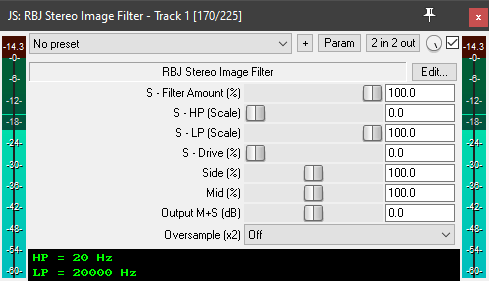 JS: RBJ Stereo Image Filter - Track 1 [170/225]
-14.3
No preset
+
Param
2 in 2 out
-14.3
-6-
-12-
-18-
-24-
-30-
-36-
-42-
-54-
-60-
RBJ Stereo Image Filter
Edit...
S - Filter Amount (%) 100.0
S - HP (Scale) 0.0
S - LP (Scale) 100.0
S - Drive (%) 0.0
Side (%) 100.0
Mid (%) 100.0
Output M+S (dB) 0.0
Oversample (x2) Off
HP = 20 Hz
LP = 20000 Hz
-6-
-12-
-18-
-24-
-30-
-36-
-42-
-54-
-60-